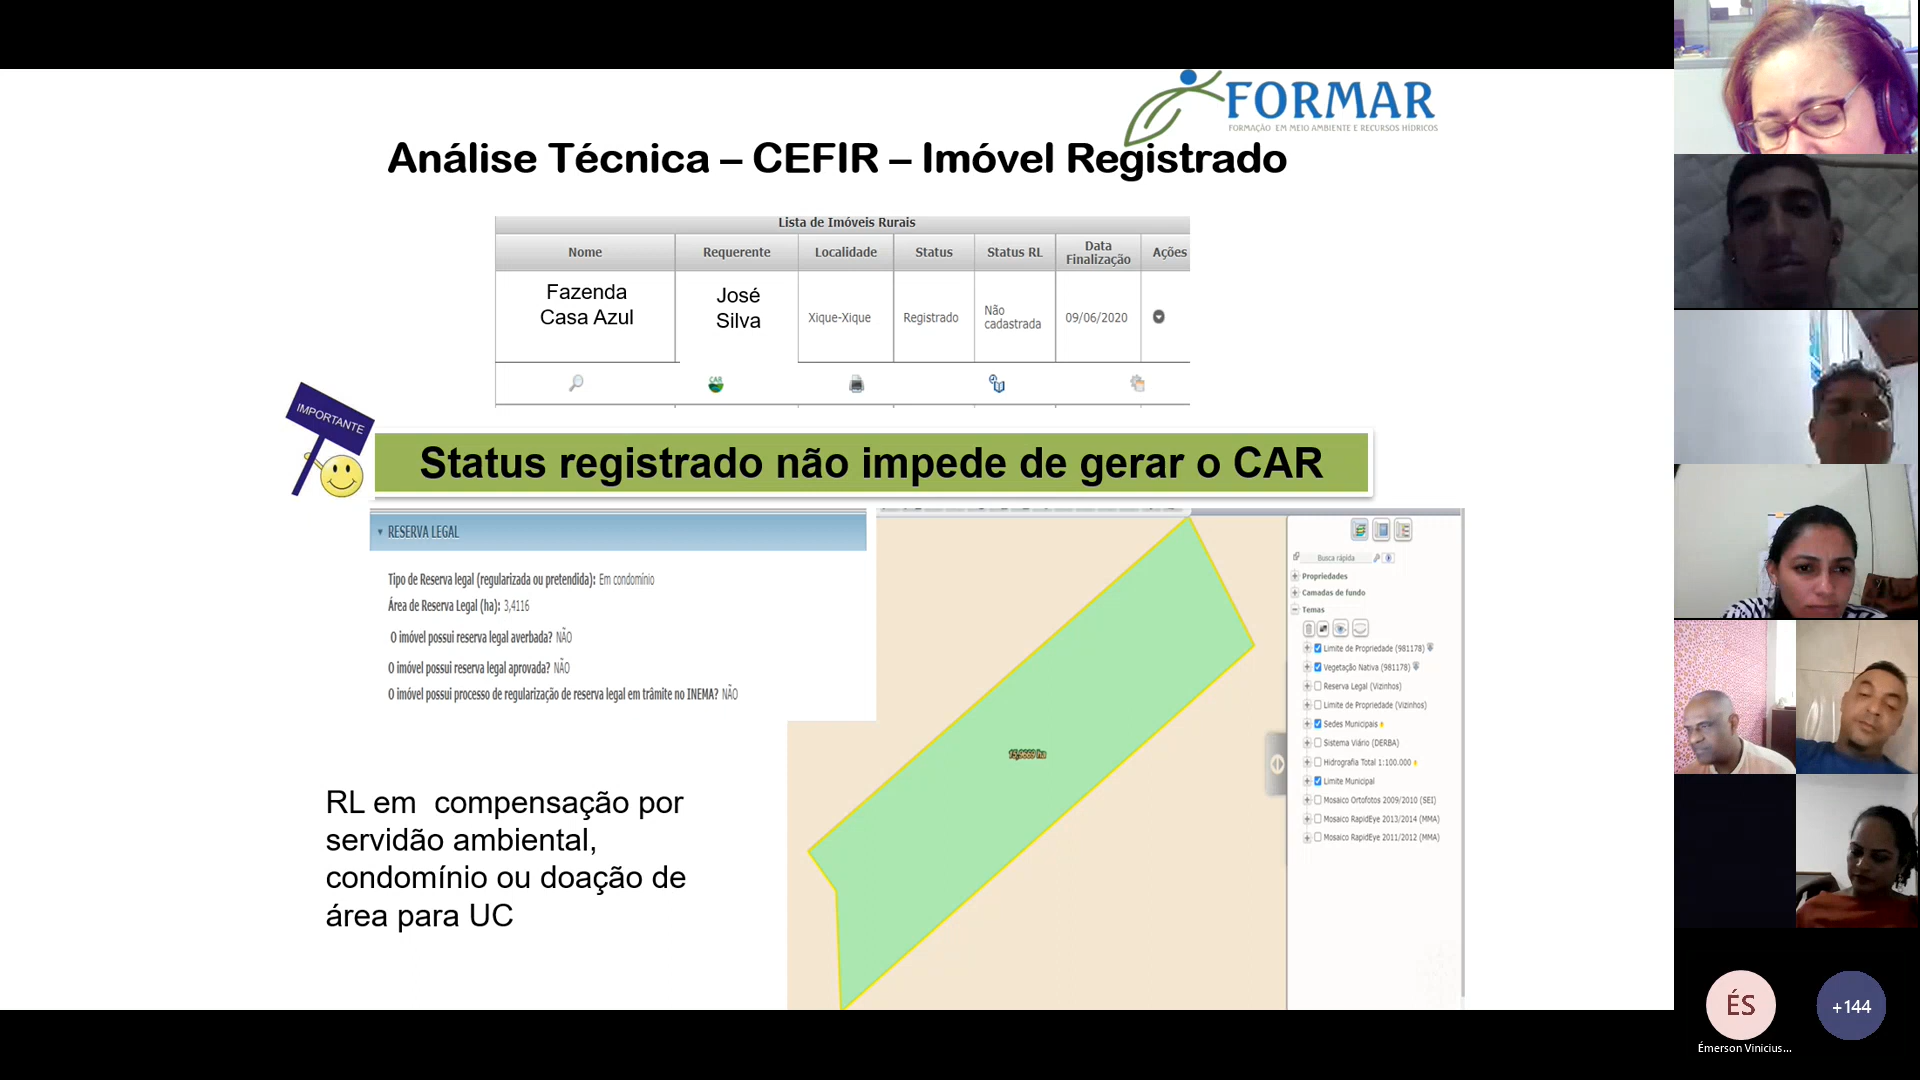 FORMAR
FORMAÇÃO EM MEIO AMBIENTE E RECURSOS HÍDRICOS
Análise Técnica – CEFIR – Imóvel Registrado
Lista de Imóveis Rurais
Nome Requerente Localidade Status Status RL Data Finalização Ações
Fazenda
Casa Azul
José
Silva
Xique-Xique
Registrado
Não
cadastrada
09/06/2020
CAR
IMPORTANTE
Status registrado não impede de gerar o CAR
RESERVA LEGAL
Tipo de Reserva legal (regularizada ou pretendida): Em condomínio
Área de Reserva Legal (ha): 3,4116
O imóvel possui reserva legal averbada? NÃO
O imóvel possui reserva legal aprovada? NÃO
O imóvel possui processo de regularização de reserva legal em trâmite no INEMA? NÃO
RL em compensação por
servidão ambiental,
condomínio ou doação de
área para UC
Busca rápida
Propriedades
Camadas de fundo
Temas
Limite de Propriedade (981178)
Vegetação Nativa (981178)
Reserva Legal (Vizinhos)
Limite de Propriedade (Vizinhos)
Sedes Municipais
Sistema Viário (DERBA)
Hidrografia Total 1:100.000
Limite Municipal
Mosaico Ortofotos 2009/2010 (SEI)
Mosaico RapidEye 2013/2014 (MMA)
Mosaico RapidEye 2011/2012 (MMA)
ÉS
+144
Émerson Vinicius...